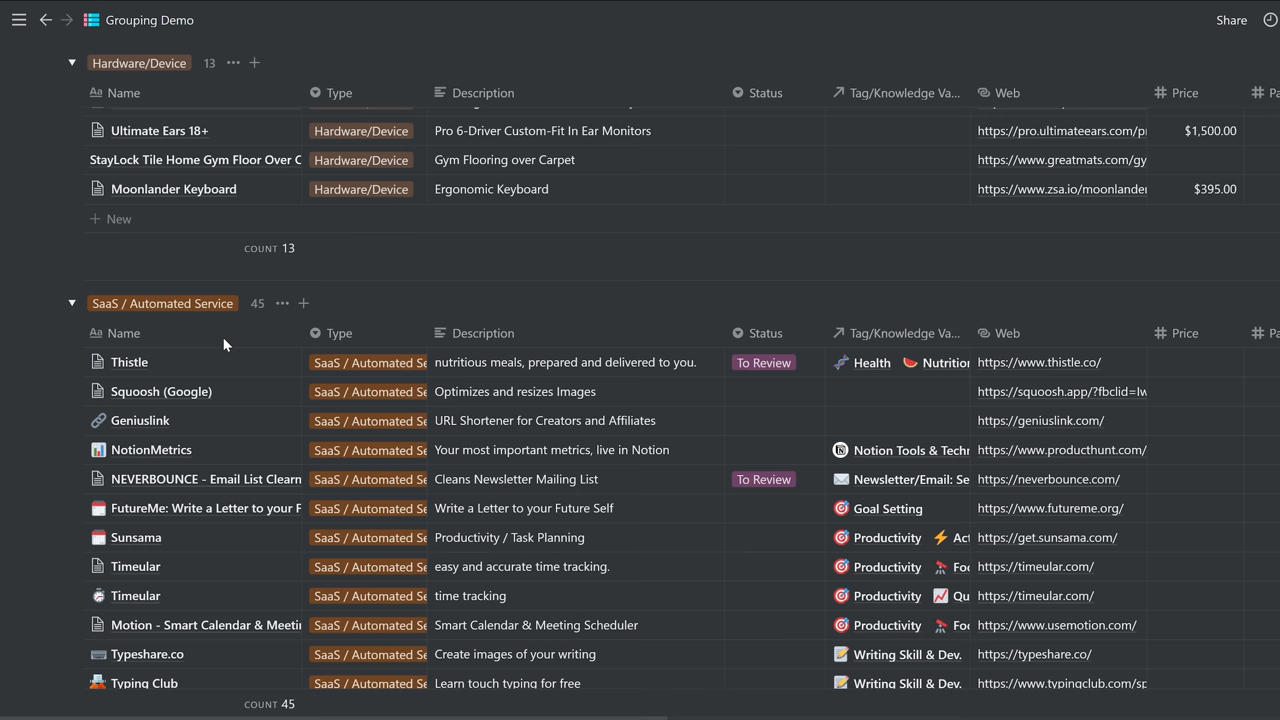 Grouping Demo Share
Hardware/Device 13
Name Type Description Status Tag/Knowledge Va... Web Price Pa
Ultimate Ears 18+ Hardware/Device Pro 6-Driver Custom-Fit In Ear Monitors https://pro.ultimateears.com/pr $1,500.00
StayLock Tile Home Gym Floor Over C Hardware/Device Gym Flooring over Carpet https://www.greatmats.com/gy
Moonlander Keyboard Hardware/Device Ergonomic Keyboard https://www.zsa.io/moonlander $395.00
+ New
COUNT 13
SaaS / Automated Service 45
Name Type Description Status Tag/Knowledge Va... Web Price Pa
Thistle SaaS / Automated Se nutritious meals, prepared and delivered to you. To Review Health Nutrition https://www.thistle.co/
Squoosh (Google) SaaS / Automated Se Optimizes and resizes Images https://squoosh.app/?fbclid=Iw
Geniuslink SaaS / Automated Se URL Shortener for Creators and Affiliates https://geniuslink.com/
NotionMetrics SaaS / Automated Se Your most important metrics, live in Notion Notion Tools & Techn https://www.producthunt.com/
NEVERBOUNCE - Email List Clearn SaaS / Automated Se Cleans Newsletter Mailing List To Review Newsletter/Email: Se https://neverbounce.com/
FutureMe: Write a Letter to your F SaaS / Automated Se Write a Letter to your Future Self Goal Setting https://www.futureme.org/
Sunsama SaaS / Automated Se Productivity / Task Planning Productivity Act https://get.sunsama.com/
Timeular SaaS / Automated Se easy and accurate time tracking. Productivity Foc https://timeular.com/
Timeular SaaS / Automated Se time tracking Productivity Qu https://timeular.com/
Motion - Smart Calendar & Meetin SaaS / Automated Se Smart Calendar & Meeting Scheduler Productivity Foc https://www.usemotion.com/
Typeshare.co SaaS / Automated Se Create images of your writing Writing Skill & Dev. https://typeshare.co/
Typing Club SaaS / Automated Se Learn touch typing for free Writing Skill & Dev. https://www.typingclub.com/sp
COUNT 45